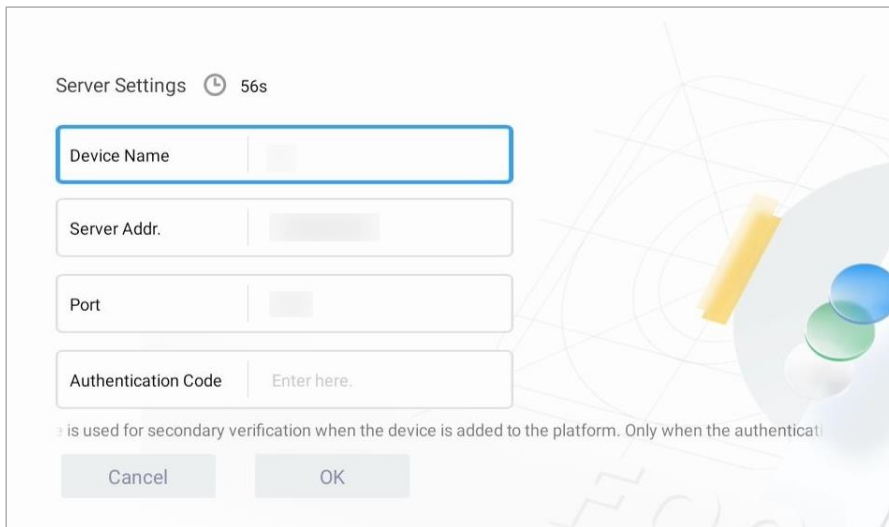 Server Settings 56s
Device Name
Server Addr.
Port
Authentication Code Enter here.
is used for secondary verification when the device is added to the platform. Only when the
Cancel OK